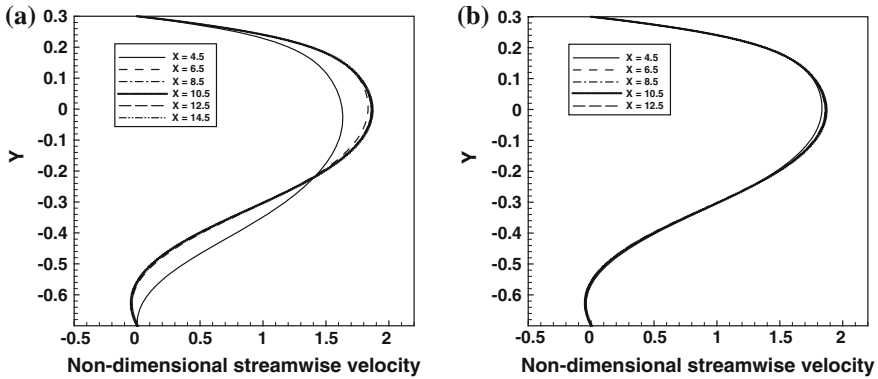 (a)
0.3
0.2
0.1
0
-0.1
-0.2
-0.3
-0.4
-0.5
-0.6
Y
X = 4.5
X = 6.5
X = 8.5
X = 10.5
X = 12.5
X = 14.5
-0.5 0 0.5 1 1.5 2
Non-dimensional streamwise velocity
(b)
0.3
0.2
0.1
0
-0.1
-0.2
-0.3
-0.4
-0.5
-0.6
Y
X = 4.5
X = 6.5
X = 8.5
X = 10.5
X = 12.5
-0.5 0 0.5 1 1.5 2
Non-dimensional streamwise velocity